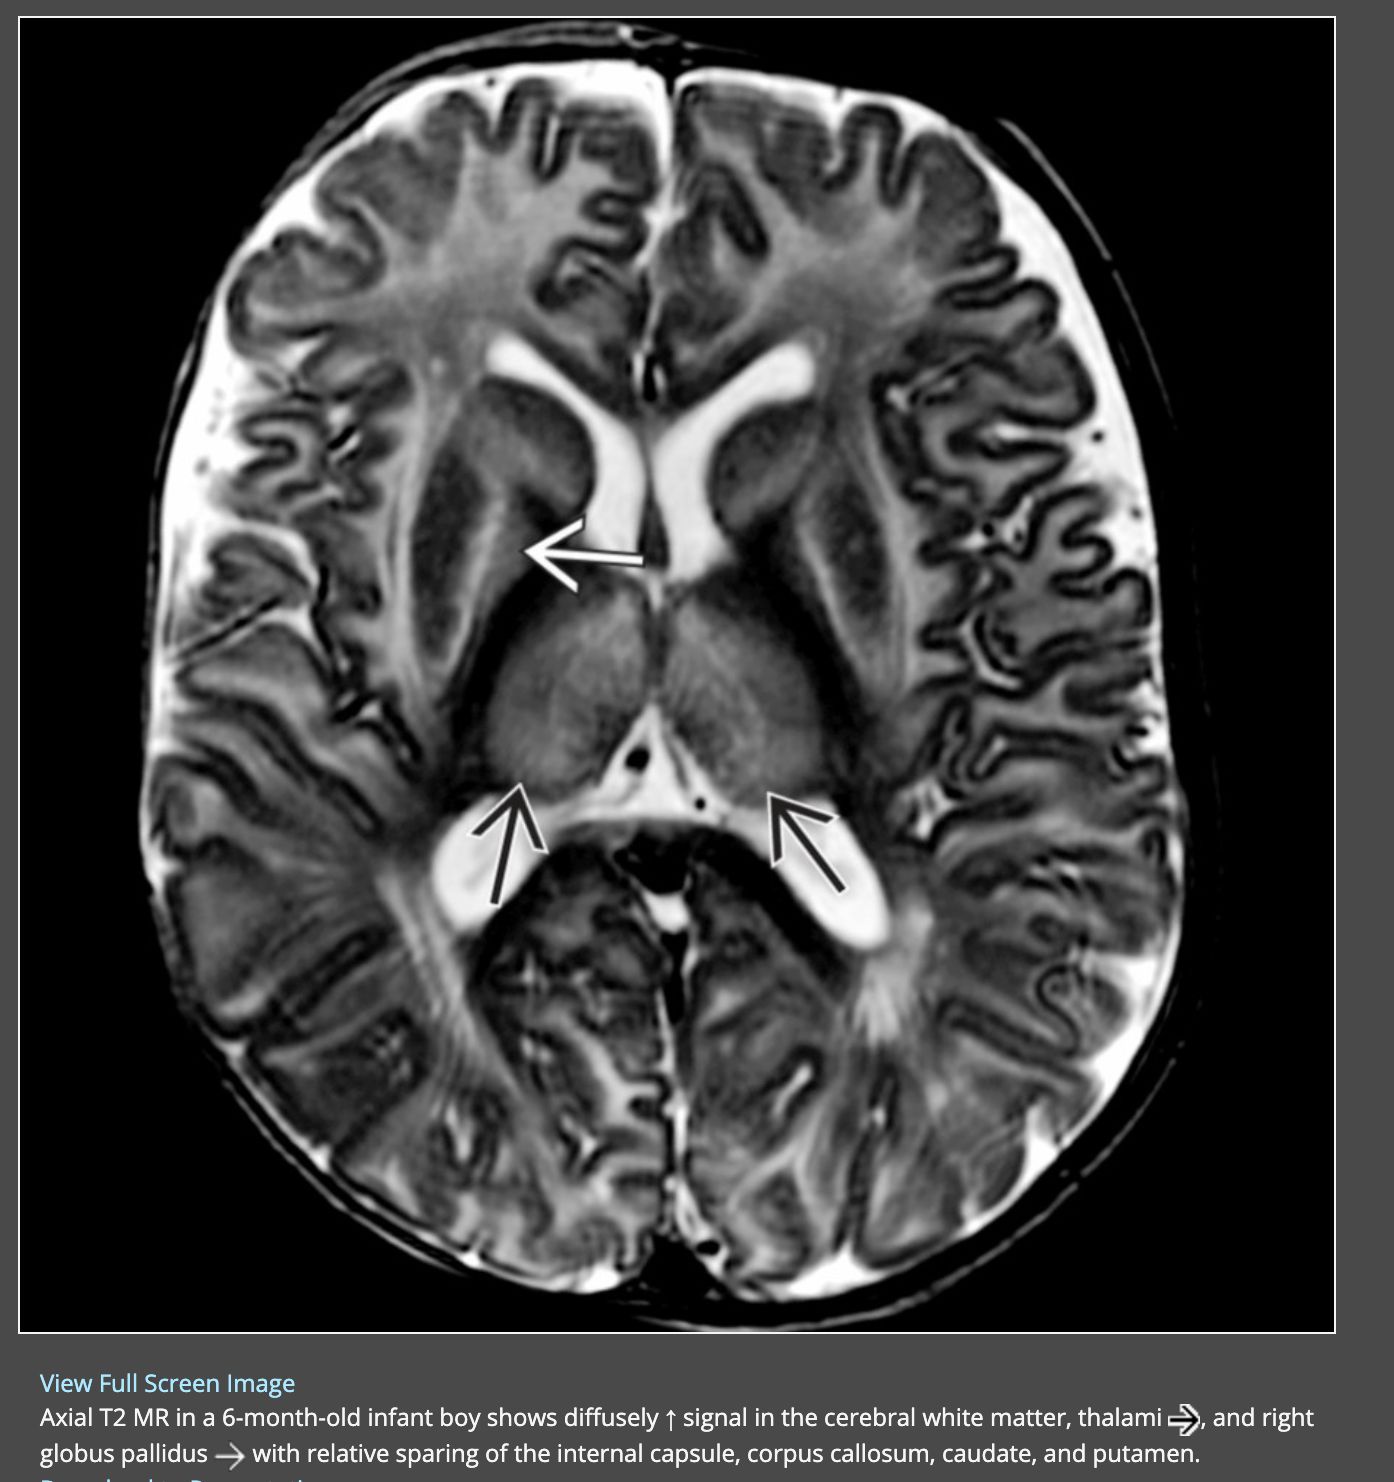 View Full Screen Image
Axial T2 MR in a 6-month-old infant boy shows diffusely ↑ signal in the cerebral white matter, thalami, and right
globus pallidus with relative sparing of the internal capsule, corpus callosum, caudate, and putamen.